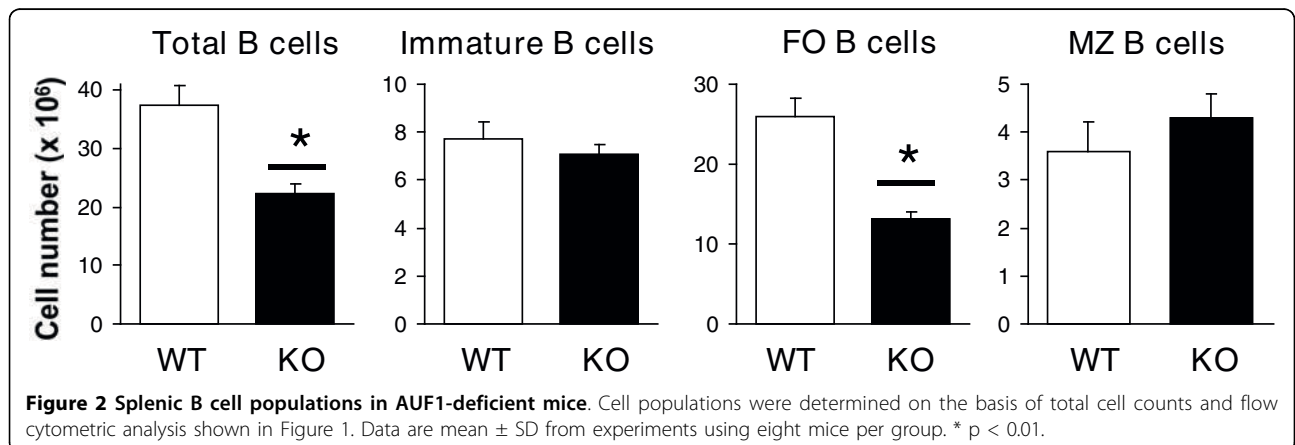 Total B cells Immature B cells FO B cells MZ B cells
Cell number (x 10⁶)
40
30
20
10
0
*
WT KO
10
8
6
4
2
0
WT KO
30
20
10
0
*
WT KO
5
4
3
2
1
0
WT KO
Figure 2 Splenic B cell populations in AUF1-deficient mice. Cell populations were determined on the basis of total cell counts and flow
cytometric analysis shown in Figure 1. Data are mean ± SD from experiments using eight mice per group. * p < 0.01.